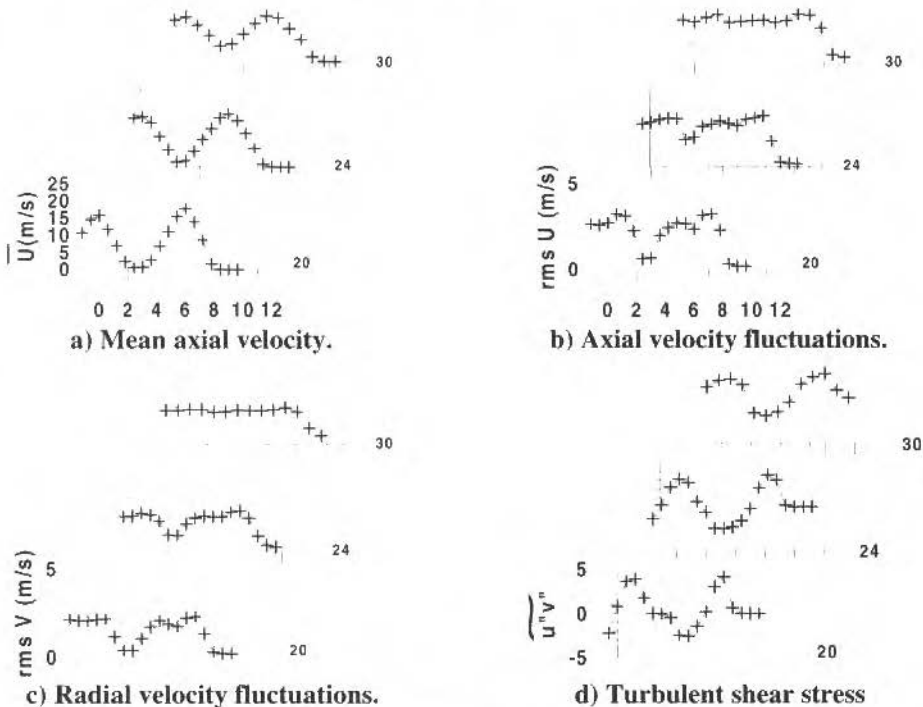 30
24
25
20
15
10
5
0
U(m/s)
20
0 2 4 6 8 10 12
a) Mean axial velocity.
30
24
5
0
rms U (m/s)
20
0 2 4 6 8 10 12
b) Axial velocity fluctuations.
30
24
5
0
rms V (m/s)
20
c) Radial velocity fluctuations.
30
24
5
0
-5
u"v"
20
d) Turbulent shear stress